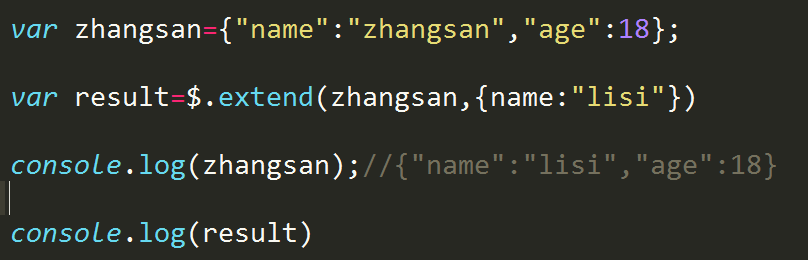 var zhangsan={"name":"zhangsan","age":18};
var result=$.extend(zhangsan,{name:"lisi"})
console.log(zhangsan);//{"name":"lisi","age":18}
console.log(result)